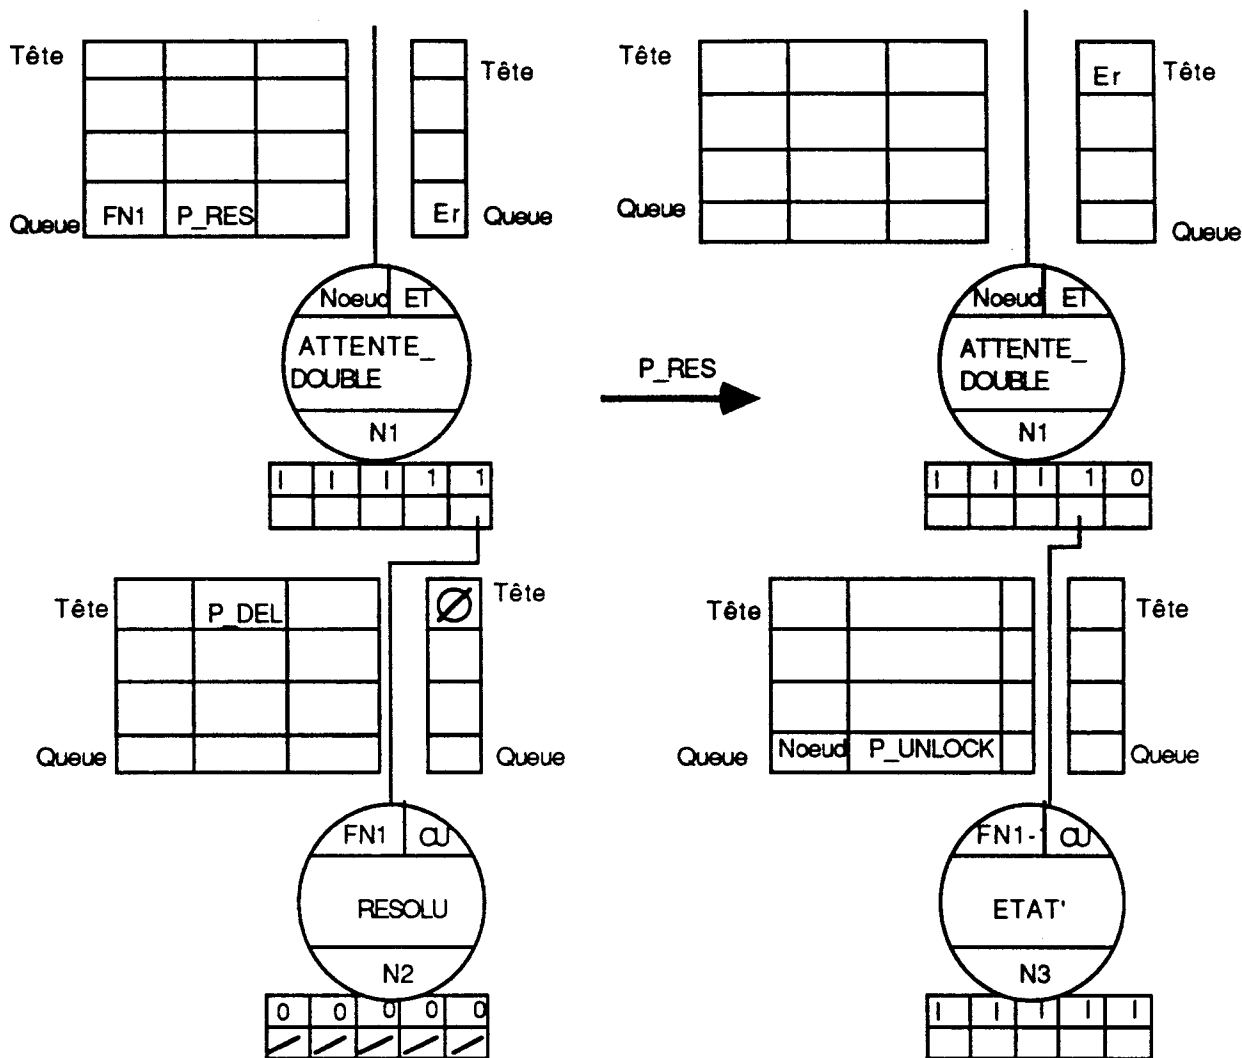 Tête
Tête
Queue FN1 P_RES Er Queue
Noeud ET
ATTENTE_
DOUBLE
N1
I I I 1 1
Tête P_DEL Ø Tête
Queue Queue
FN1 OU
RESOLU
N2
0 0 0 0 0
P_RES
Tête Er Tête
Queue
Queue
Noeud ET
ATTENTE_
DOUBLE
N1
I I I 1 0
Tête Tête
Queue Noeud P_UNLOCK Queue
FN1-1 OU
ETAT'
N3
I I I I I